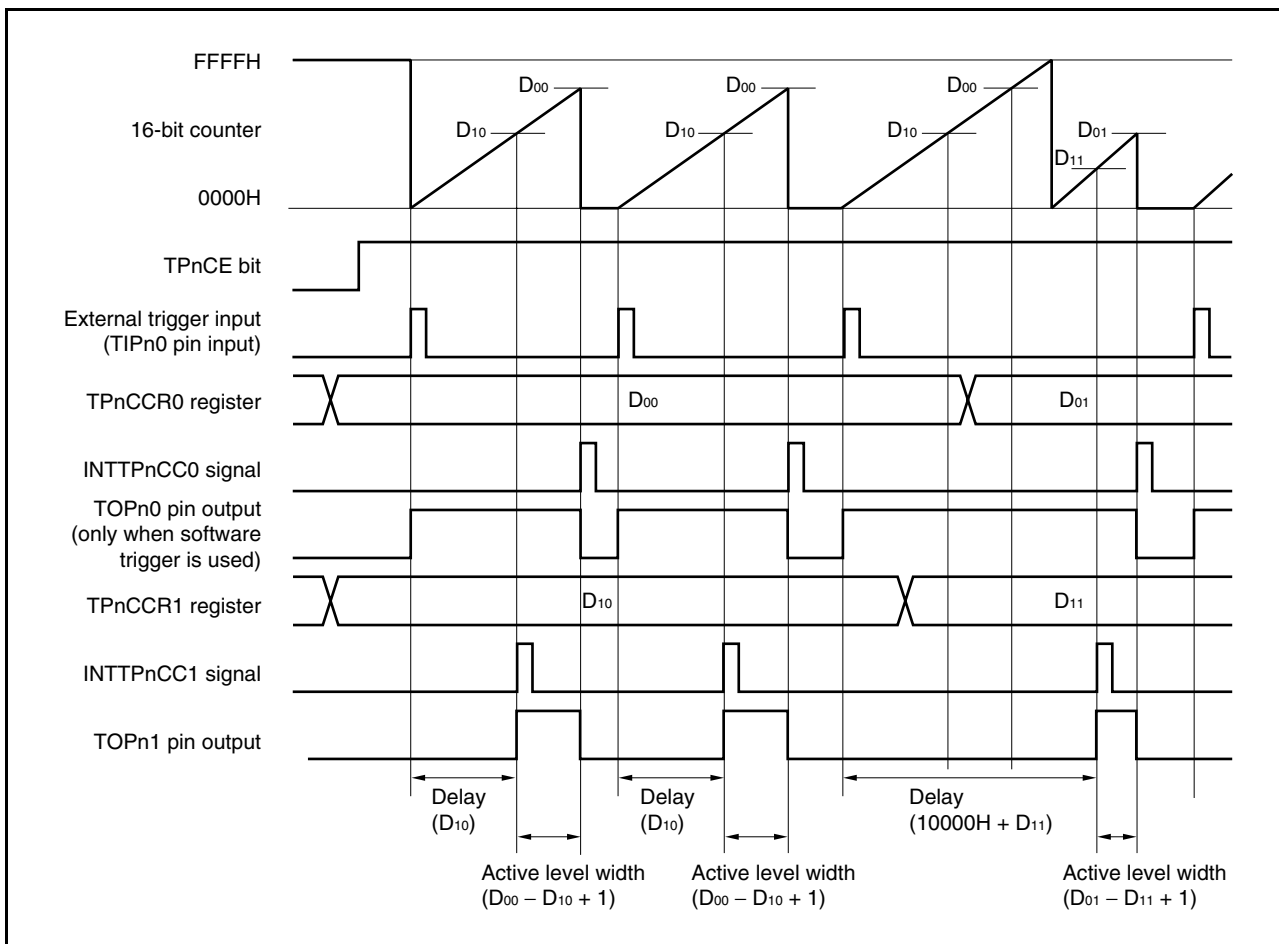 FFFFH
16-bit counter
0000H
D10
D00
D10
D00
D10
D00
D11
D01
TPnCE bit
External trigger input
(TIPn0 pin input)
TPnCCR0 register
D00
D01
INTTPnCC0 signal
TOPn0 pin output
(only when software
trigger is used)
TPnCCR1 register
D10
D11
INTTPnCC1 signal
TOPn1 pin output
Delay
(D10)
Delay
(D10)
Delay
(10000H + D11)
Active level width
(D00 − D10 + 1)
Active level width
(D00 − D10 + 1)
Active level width
(D01 − D11 + 1)